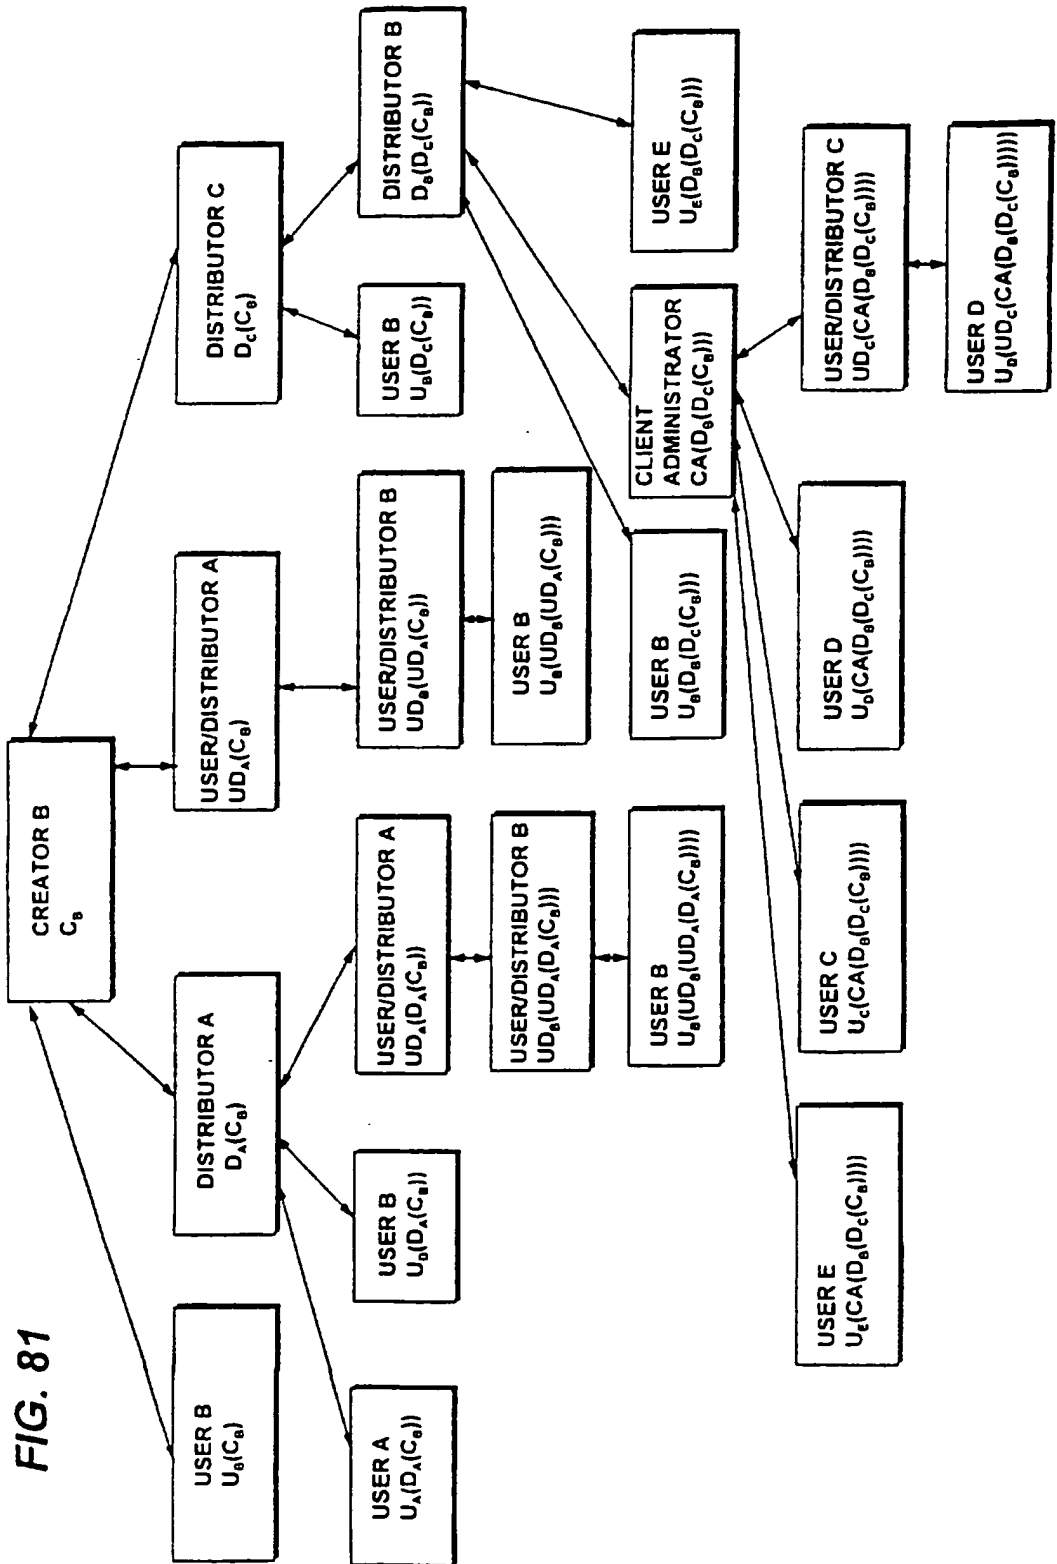 FIG. 81
CREATOR B
C_B
USER B
U_B(C_B)
DISTRIBUTOR A
D_A(C_B)
USER/DISTRIBUTOR A
UD_A(C_B)
DISTRIBUTOR C
D_C(C_B)
USER A
U_A(D_A(C_B))
USER B
U_B(D_A(C_B))
USER/DISTRIBUTOR A
UD_A(D_A(C_B))
USER/DISTRIBUTOR B
UD_B(UD_A(C_B))
USER B
U_B(D_C(C_B))
DISTRIBUTOR B
D_B(D_C(C_B))
USER/DISTRIBUTOR B
UD_B(UD_A(D_A(C_B)))
USER B
U_B(UD_B(UD_A(C_B)))
USER B
U_B(UD_B(UD_A(D_A(C_B))))
USER B
U_B(D_B(D_C(C_B)))
CLIENT
ADMINISTRATOR
CA(D_B(D_C(C_B)))
USER E
U_E(D_B(D_C(C_B)))
USER E
U_E(CA(D_B(D_C(C_B))))
USER C
U_C(CA(D_B(D_C(C_B))))
USER D
U_D(CA(D_B(D_C(C_B))))
USER/DISTRIBUTOR C
UD_C(CA(D_B(D_C(C_B))))
USER D
U_D(UD_C(CA(D_B(D_C(C_B))))))